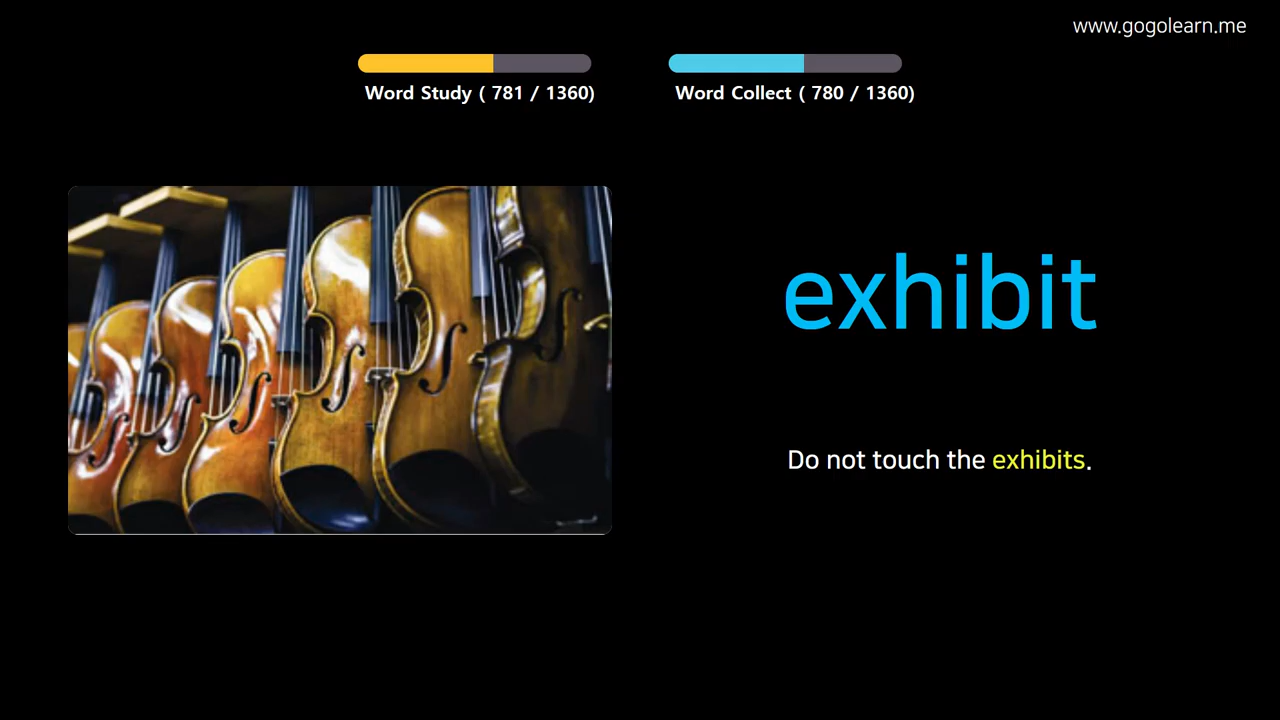 www.gogolearn.me
Word Study ( 781 / 1360)
Word Collect ( 780 / 1360)
exhibit
Do not touch the exhibits.